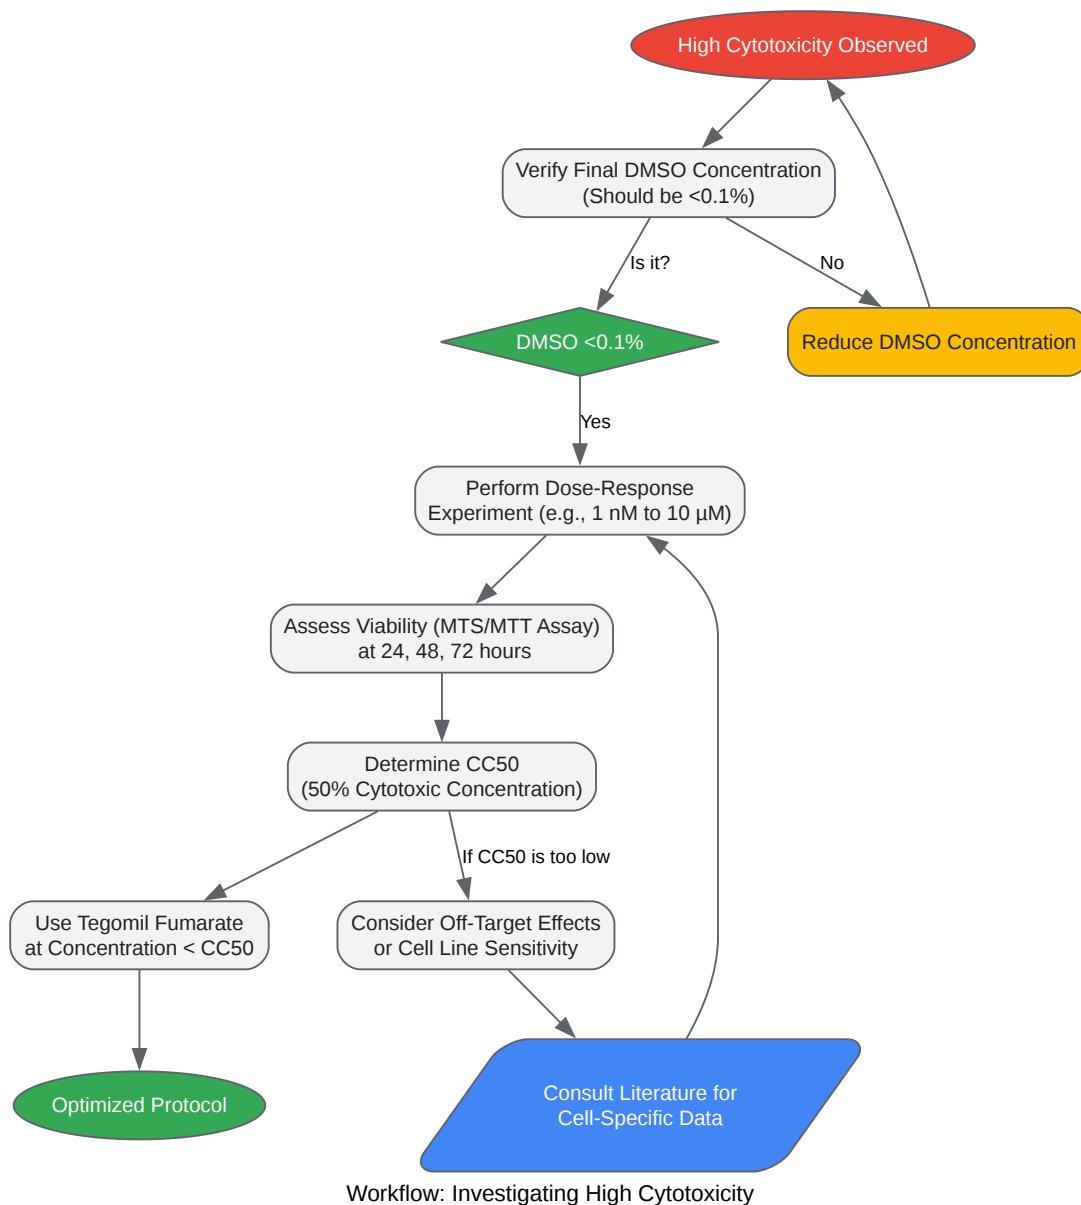 High Cytotoxicity Observed
Verify Final DMSO Concentration
(Should be <0.1%)
Is it?
No
DMSO <0.1%
Reduce DMSO Concentration
Yes
Perform Dose-Response
Experiment (e.g., 1 nM to 10 µM)
Assess Viability (MTS/MTT Assay)
at 24, 48, 72 hours
Determine CC50
(50% Cytotoxic Concentration)
If CC50 is too low
Use Tegomil Fumarate
at Concentration < CC50
Consider Off-Target Effects
or Cell Line Sensitivity
Optimized Protocol
Consult Literature for
Cell-Specific Data
Workflow: Investigating High Cytotoxicity